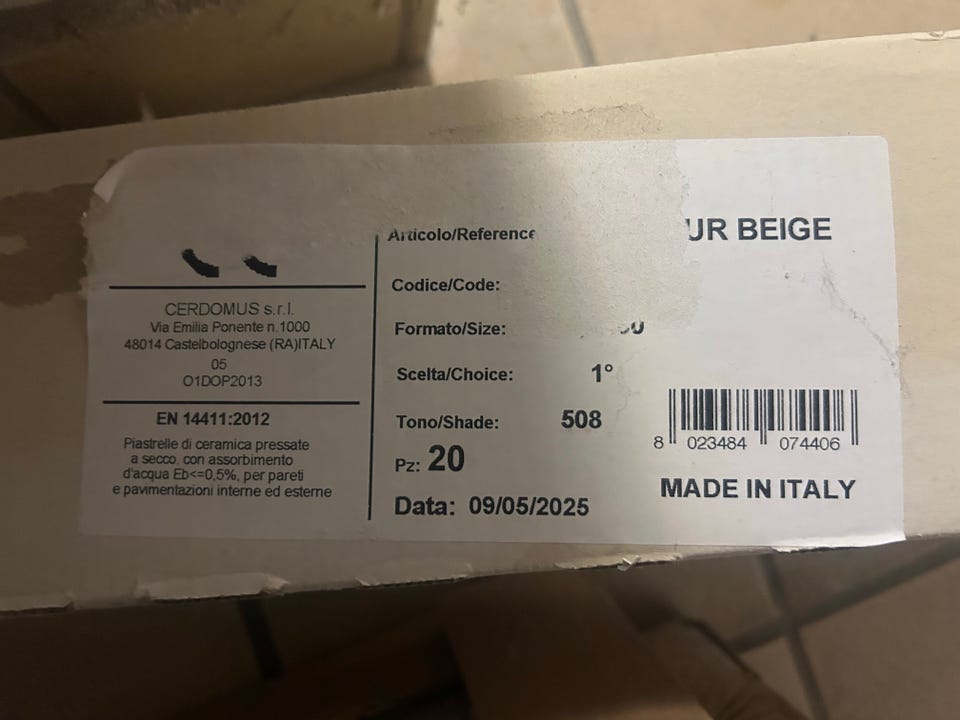 CERDOMUS s.r.l.
Via Emilia Ponente n.1000
48014 Castelbolognese (RA)ITALY
05
O1DOP2013
EN 14411:2012
Piastrelle di ceramica pressate
a secco, con assorbimento
d'acqua Eb<=0,5%, per pareti
e pavimentazioni interne ed esterne
Articolo/Reference
UR BEIGE
Codice/Code:
Formato/Size:
Scelta/Choice: 1°
Tono/Shade: 508
Pz: 20
Data: 09/05/2025
8 023484 074406
MADE IN ITALY